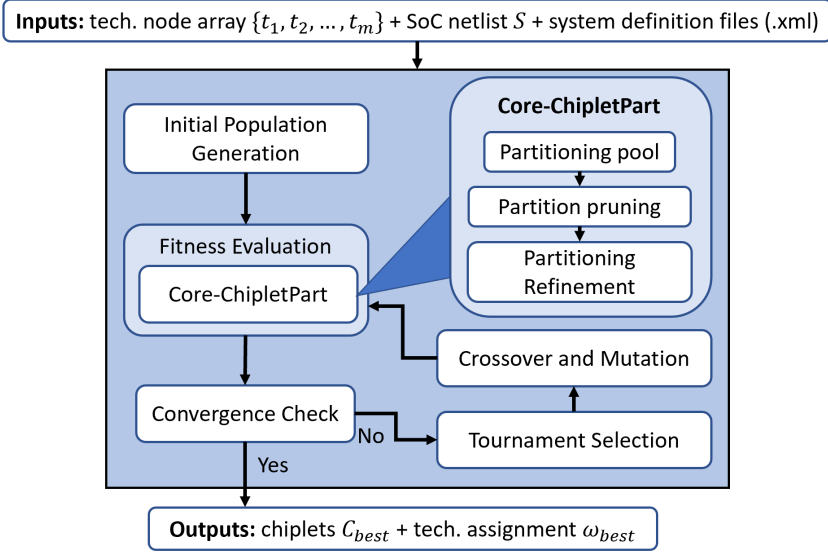 Inputs: tech. node array {t₁, t₂, ..., tₘ} + SoC netlist S + system definition files (.xml)
Initial Population
Generation
Fitness Evaluation
Core-ChipletPart
Convergence Check
No
Yes
Core-ChipletPart
Partitioning pool
Partition pruning
Partitioning
Refinement
Crossover and Mutation
Tournament Selection
Outputs: chiplets C_best + tech. assignment ω_best